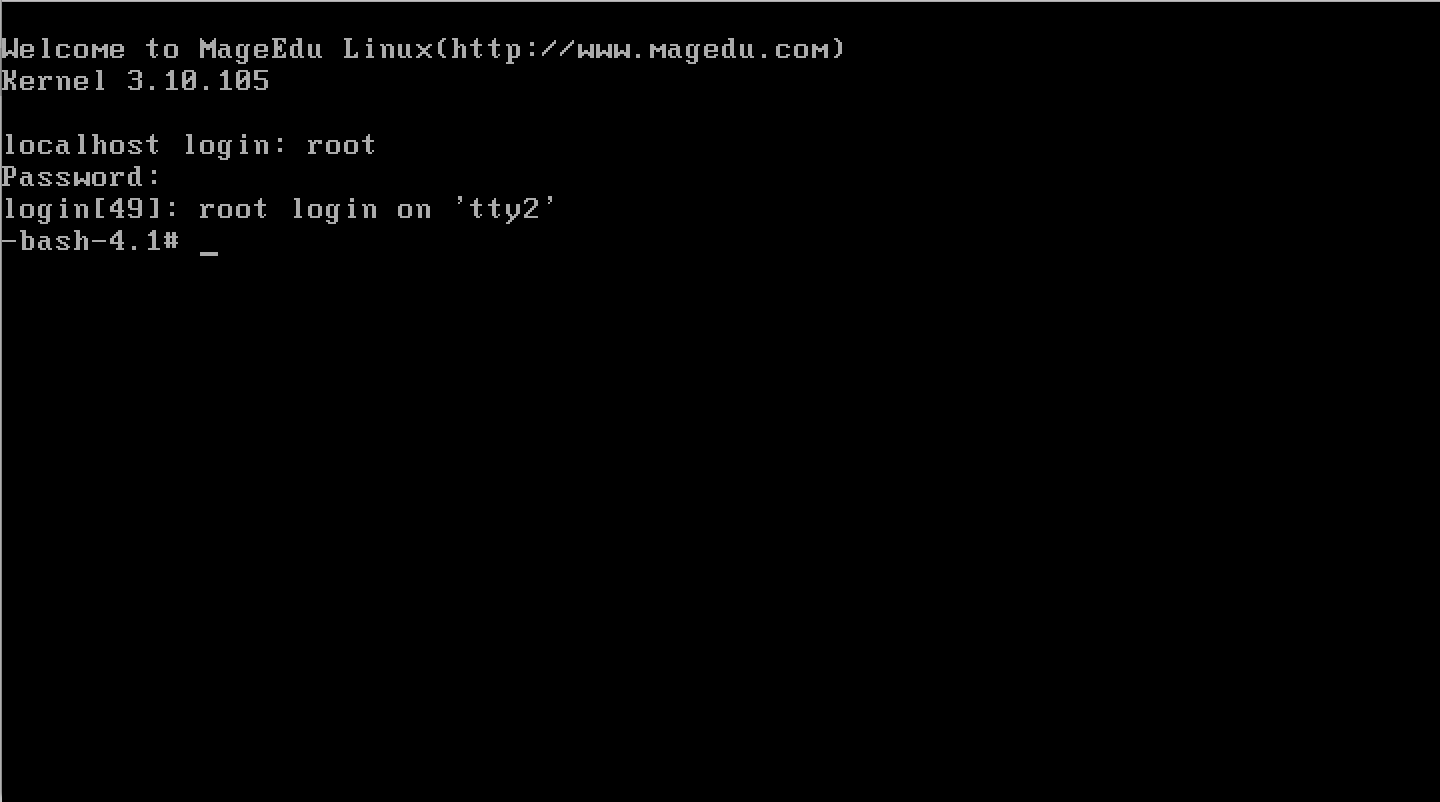 Welcome to MageEdu Linux(http://www.magedu.com)
Kernel 3.10.105
localhost login: root
Password:
login[49]: root login on 'tty2'
-bash-4.1# _